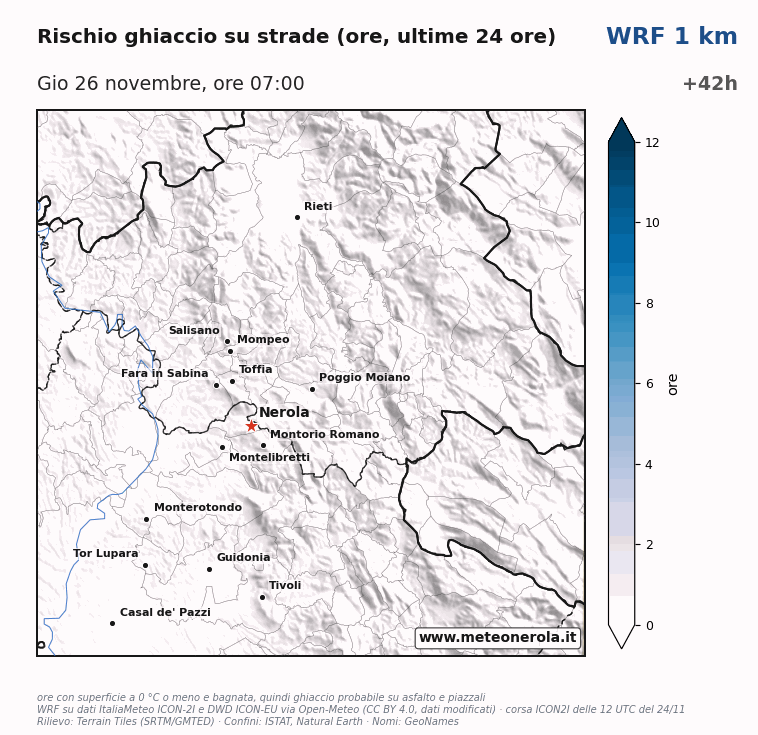 Rischio ghiaccio su strade (ore, ultime 24 ore)
WRF 1 km
Gio 26 novembre, ore 07:00
+42h
12
10
8
6
4
2
0
ore
Rieti
Salisano
Mompeo
Toffia
Fara in Sabina
Poggio Moiano
Nerola
Montorio Romano
Montelibretti
Monterotondo
Tor Lupara
Guidonia
Tivoli
Casal de' Pazzi
www.meteonerola.it
ore con superficie a 0 °C o meno e bagnata, quindi ghiaccio probabile su asfalto e piazzali
WRF su dati ItaliaMeteo ICON-2I e DWD ICON-EU via Open-Meteo (CC BY 4.0, dati modificati) · corsa ICON2I delle 12 UTC del 24/11
Rilievo: Terrain Tiles (SRTM/GMTED) · Confini: ISTAT, Natural Earth · Nomi: GeoNames